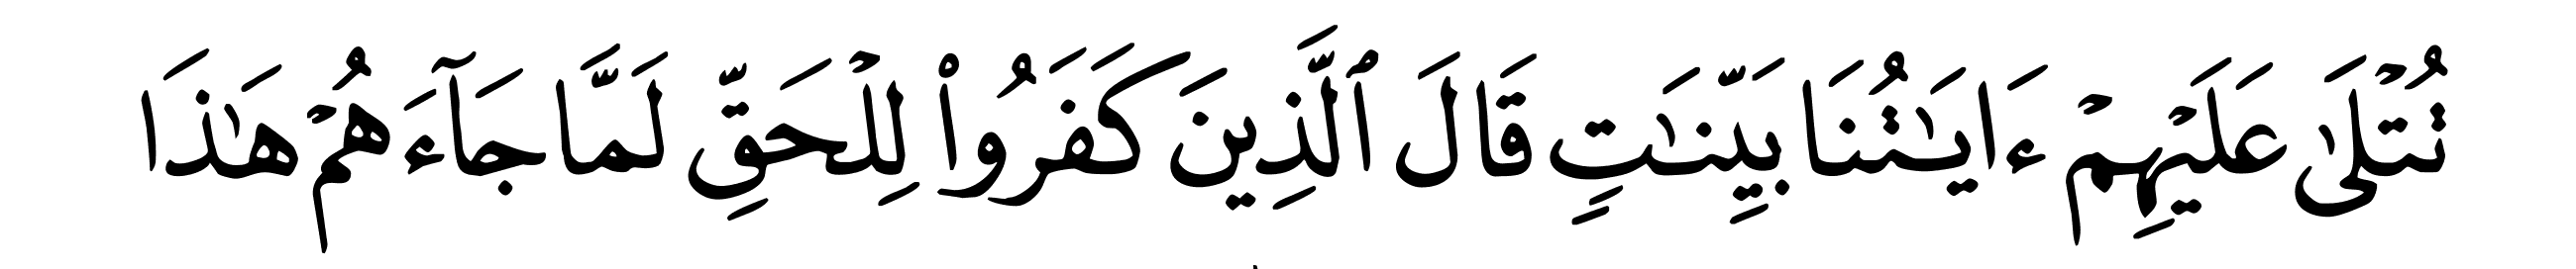 تُتۡلَىٰ عَلَيۡهِمۡ ءَايَٰتُنَا بَيِّنَٰتٖ قَالَ ٱلَّذِينَ كَفَرُواْ لِلۡحَقِّ لَمَّا جَآءَهُمۡ هَٰذَا